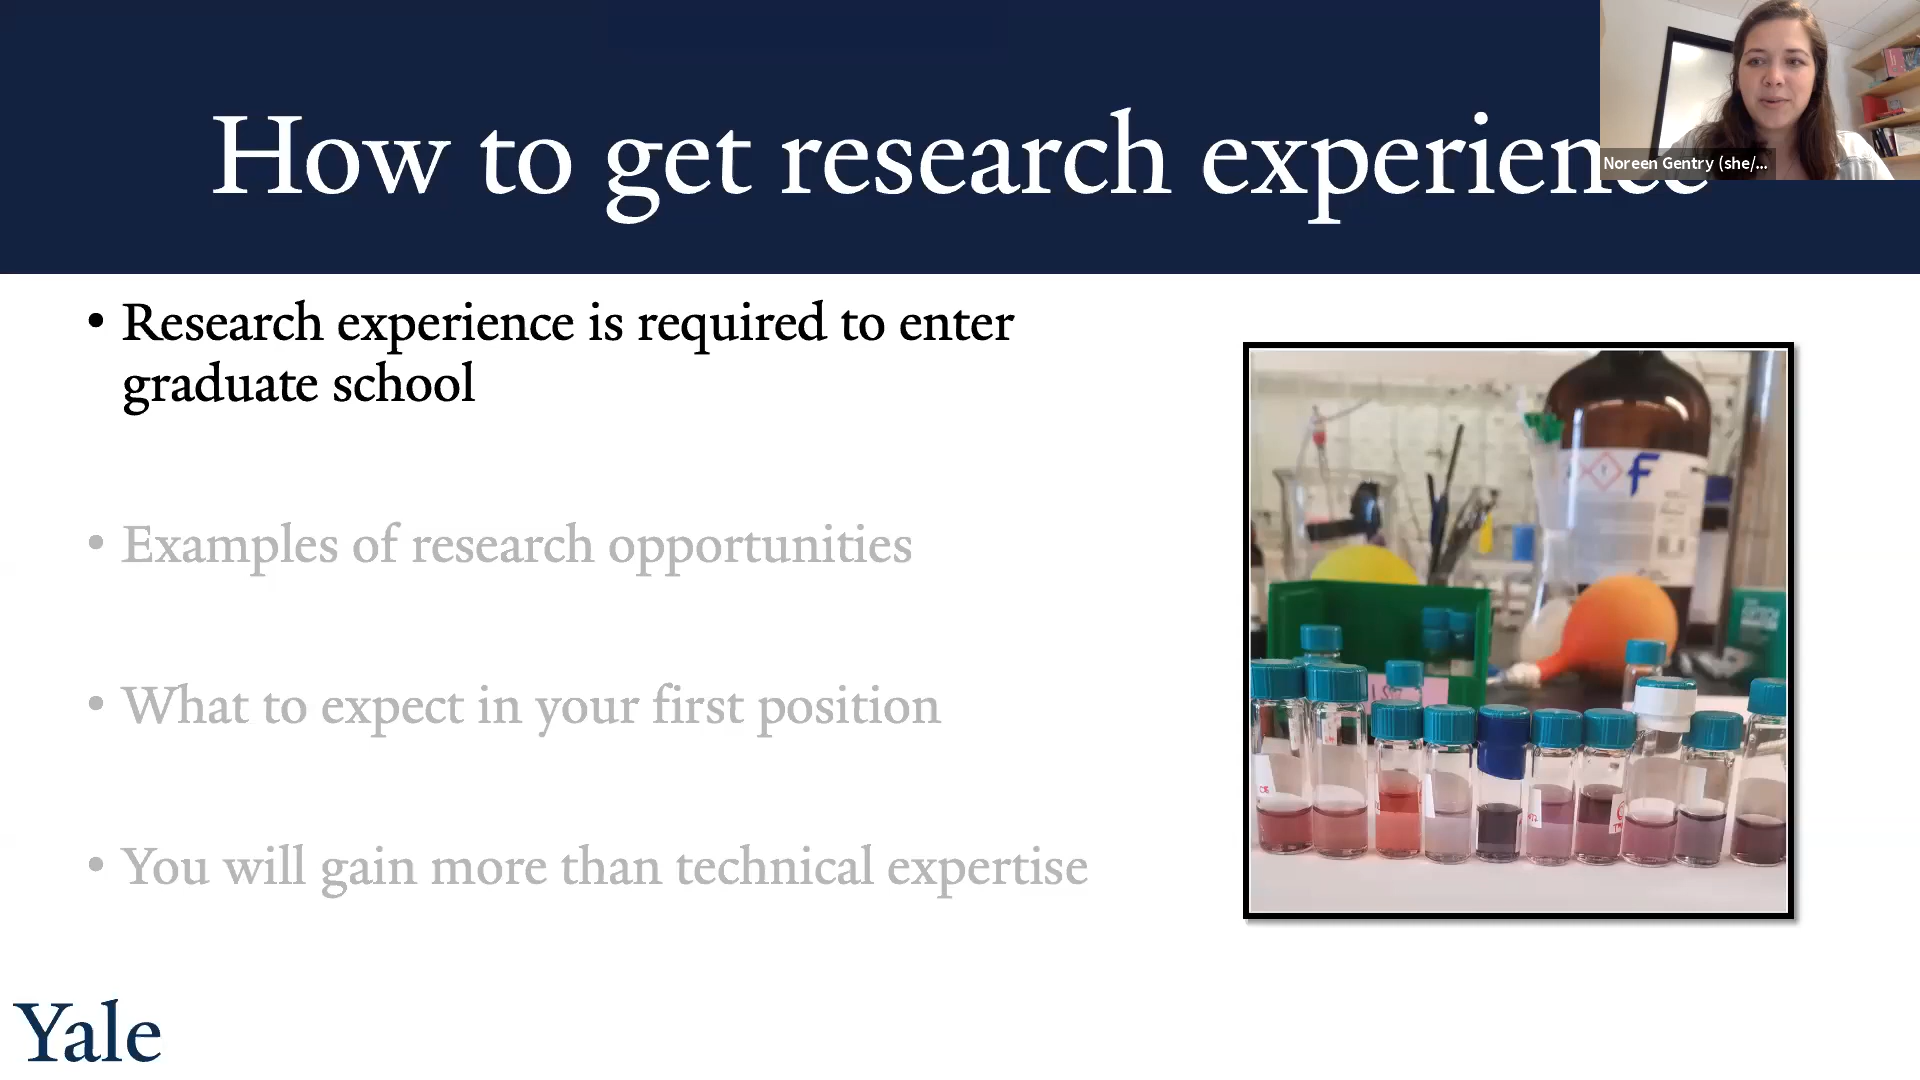 How to get research experience
Noreen Gentry (she/...
• Research experience is required to enter
graduate school
• Examples of research opportunities
• What to expect in your first position
• You will gain more than technical expertise
F
Yale